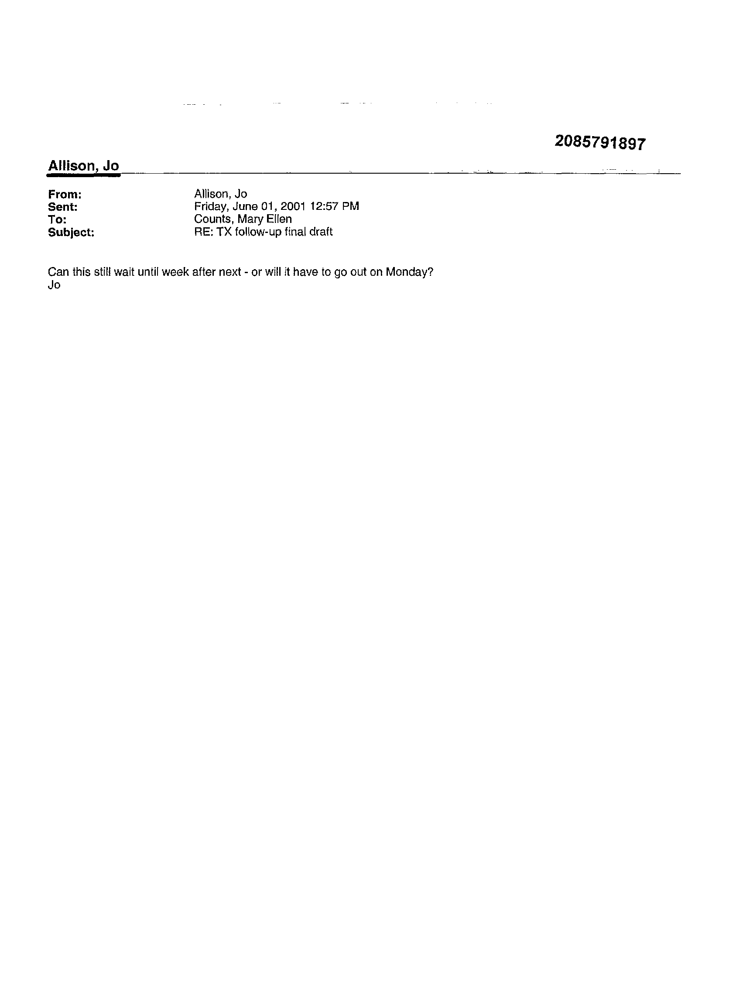 2085791897
Allison, Jo
From: Allison, Jo
Sent: Friday, June 01, 2001 12:57 PM
To: Counts, Mary Ellen
Subject: RE: TX follow-up final draft
Can this still wait until week after next - or will it have to go out on Monday?
Jo